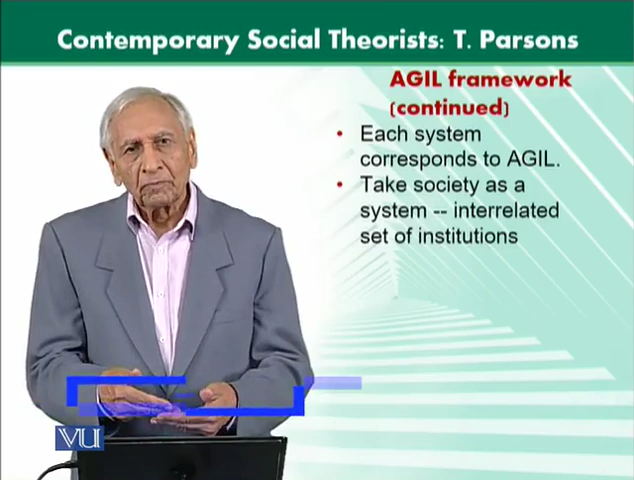 Contemporary Social Theorists: T. Parsons
AGIL framework
(continued)
• Each system
corresponds to AGIL.
• Take society as a
system -- interrelated
set of institutions
VU